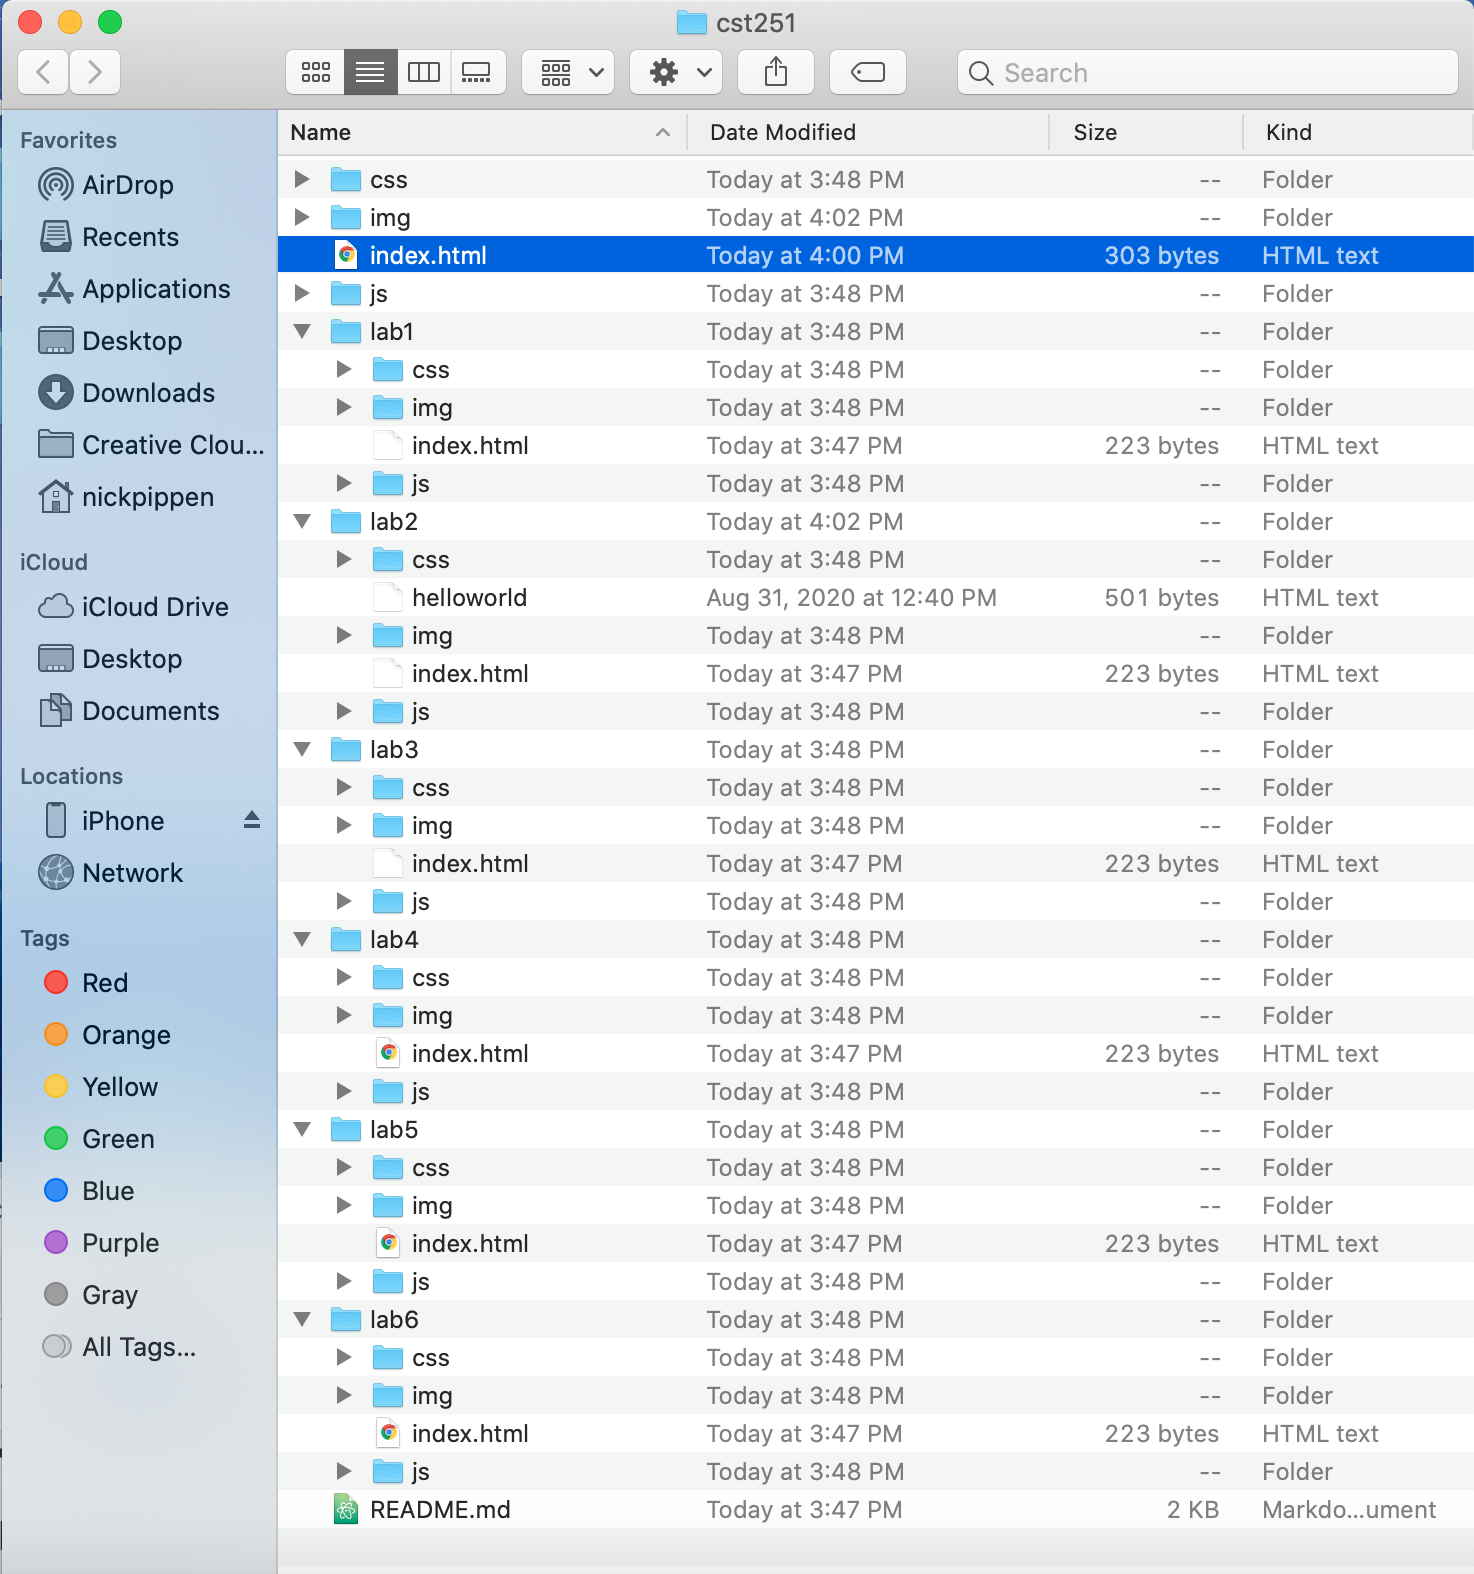 cst251
Search
Favorites
AirDrop
Recents
Applications
Desktop
Downloads
Creative Clou...
nickpippen
iCloud
iCloud Drive
Desktop
Documents
Locations
iPhone
Network
Tags
Red
Orange
Yellow
Green
Blue
Purple
Gray
All Tags...
Name Date Modified Size Kind
css Today at 3:48 PM -- Folder
img Today at 4:02 PM -- Folder
index.html Today at 4:00 PM 303 bytes HTML text
js Today at 3:48 PM -- Folder
lab1 Today at 3:48 PM -- Folder
css Today at 3:48 PM -- Folder
img Today at 3:48 PM -- Folder
index.html Today at 3:47 PM 223 bytes HTML text
js Today at 3:48 PM -- Folder
lab2 Today at 4:02 PM -- Folder
css Today at 3:48 PM -- Folder
helloworld Aug 31, 2020 at 12:40 PM 501 bytes HTML text
img Today at 3:48 PM -- Folder
index.html Today at 3:47 PM 223 bytes HTML text
js Today at 3:48 PM -- Folder
lab3 Today at 3:48 PM -- Folder
css Today at 3:48 PM -- Folder
img Today at 3:48 PM -- Folder
index.html Today at 3:47 PM 223 bytes HTML text
js Today at 3:48 PM -- Folder
lab4 Today at 3:48 PM -- Folder
css Today at 3:48 PM -- Folder
img Today at 3:48 PM -- Folder
index.html Today at 3:47 PM 223 bytes HTML text
js Today at 3:48 PM -- Folder
lab5 Today at 3:48 PM -- Folder
css Today at 3:48 PM -- Folder
img Today at 3:48 PM -- Folder
index.html Today at 3:47 PM 223 bytes HTML text
js Today at 3:48 PM -- Folder
lab6 Today at 3:48 PM -- Folder
css Today at 3:48 PM -- Folder
img Today at 3:48 PM -- Folder
index.html Today at 3:47 PM 223 bytes HTML text
js Today at 3:48 PM -- Folder
README.md Today at 3:47 PM 2 KB Markdo...ument